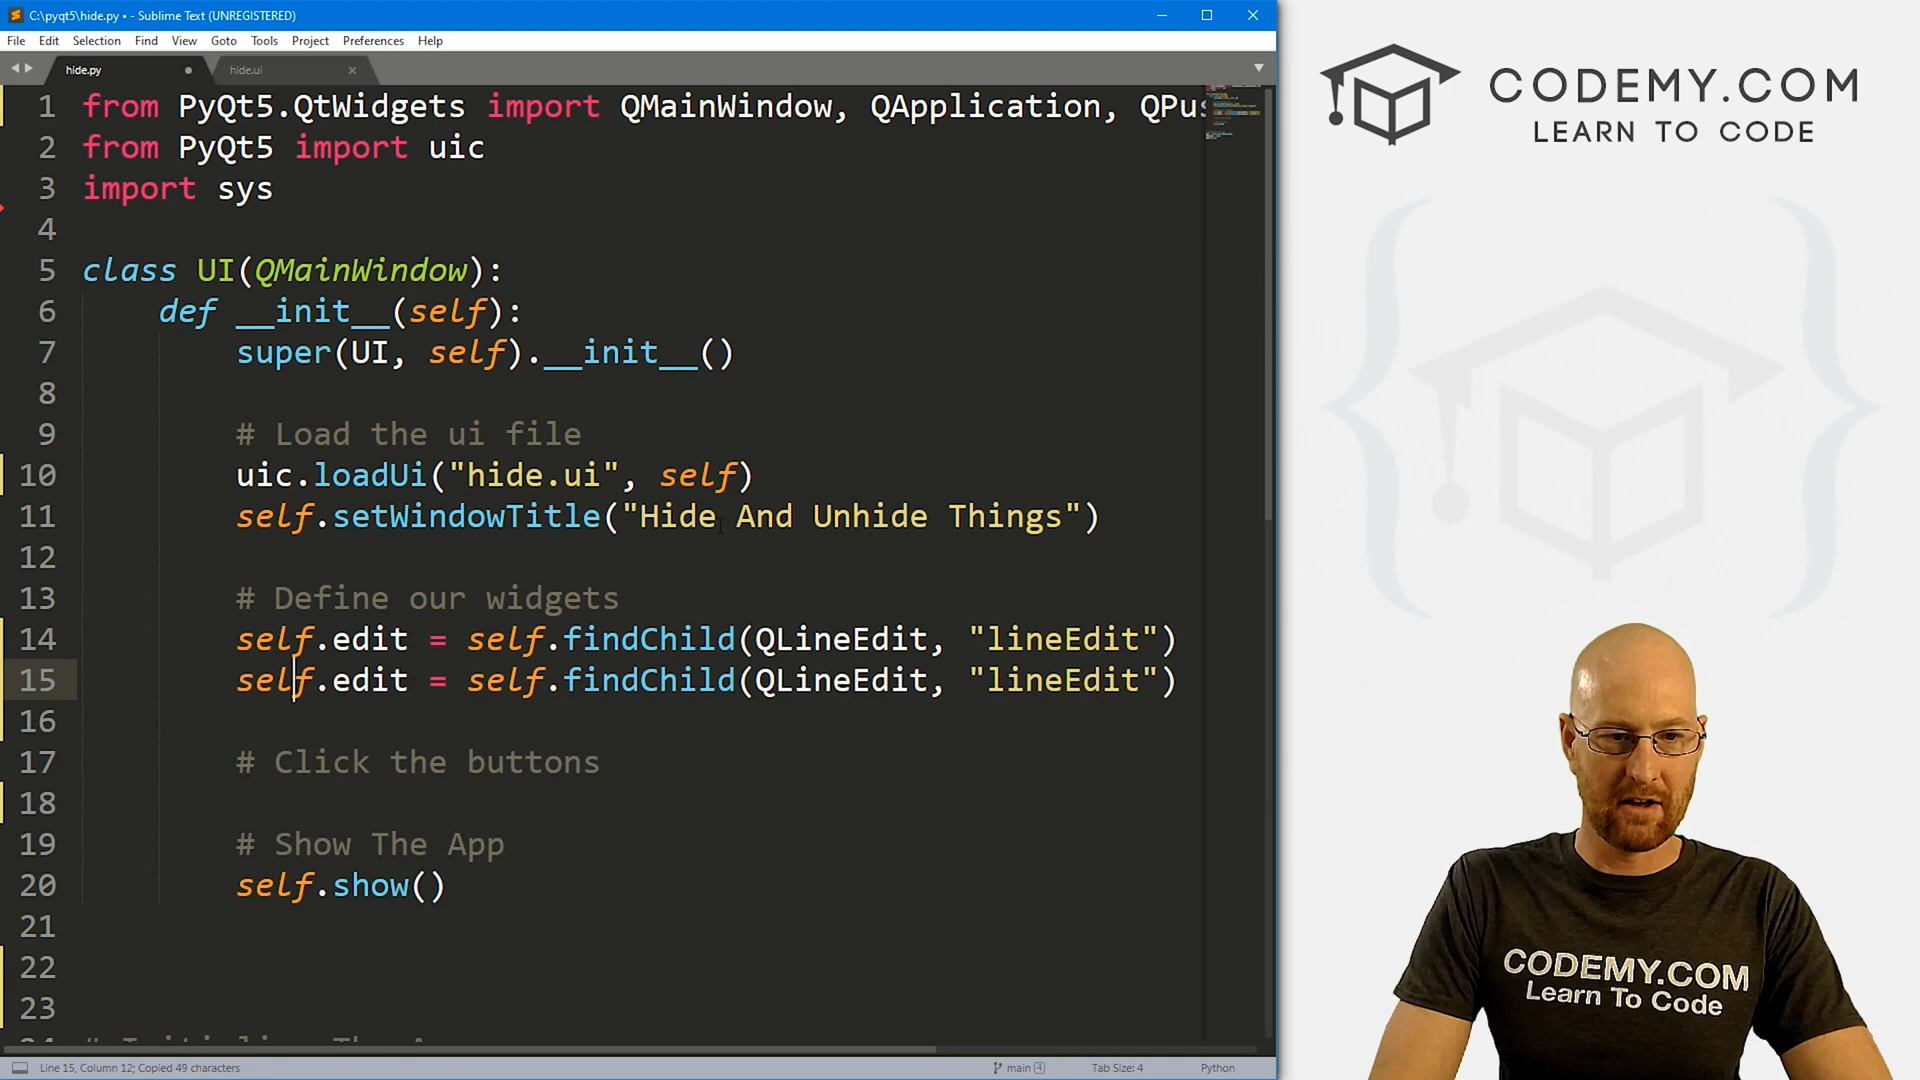 C:\pyqt5\hide.py • - Sublime Text (UNREGISTERED)
File Edit Selection Find View Goto Tools Project Preferences Help
hide.py hide.ui
1 from PyQt5.QtWidgets import QMainWindow, QApplication, QPus
2 from PyQt5 import uic
3 import sys
4
5 class UI(QMainWindow):
6 def __init__(self):
7 super(UI, self).__init__()
8
9 # Load the ui file
10 uic.loadUi("hide.ui", self)
11 self.setWindowTitle("Hide And Unhide Things")
12
13 # Define our widgets
14 self.edit = self.findChild(QLineEdit, "lineEdit")
15 self.edit = self.findChild(QLineEdit, "lineEdit")
16
17 # Click the buttons
18
19 # Show The App
20 self.show()
21
22
23
Line 15, Column 12; Copied 49 characters main 4 Tab Size: 4 Python
CODEMY.COM
LEARN TO CODE
CODEMY.COM
Learn To Code